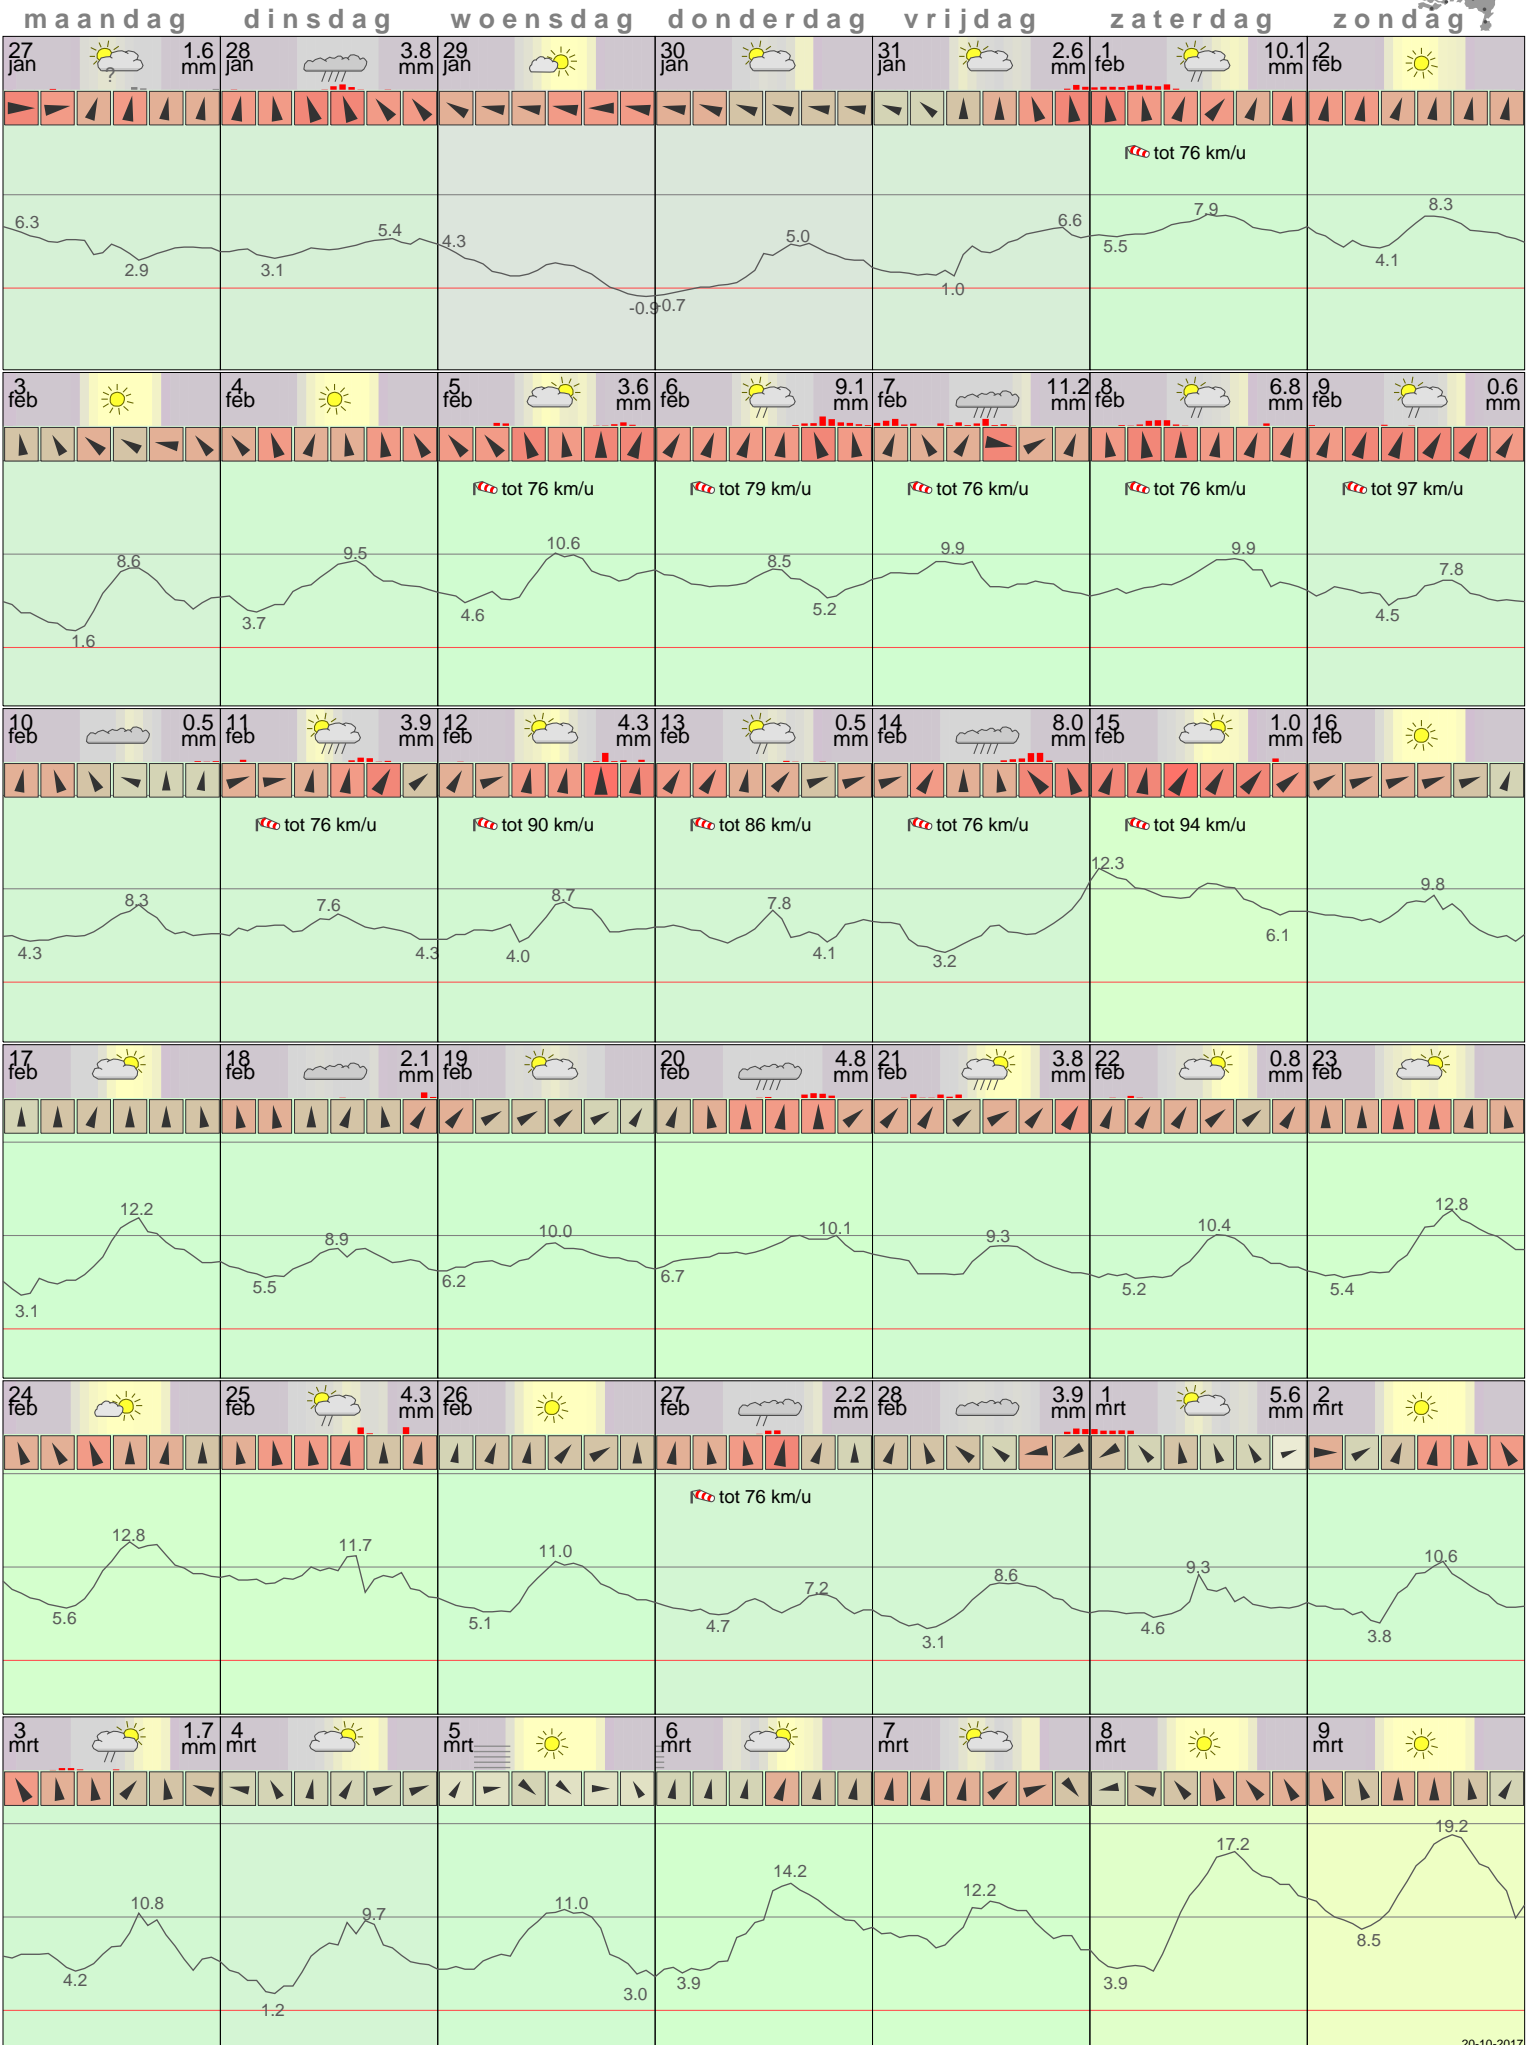 maandag dinsdag woensdag donderdag vrijdag zaterdag zondag
27 1.6 28 3.8 29 30 31 2.6 1 10.1 2
jan ? mm jan mm jan jan jan mm feb mm feb
tot 76 km/u
6.3 2.9 3.1 5.4 4.3 -0.9 -0.7 5.0 1.0 6.6 5.5 7.9 4.1 8.3
3 4 5 3.6 6 9.1 7 11.2 8 6.8 9 0.6
feb feb feb mm feb mm feb mm feb mm feb mm
tot 76 km/u tot 79 km/u tot 76 km/u tot 76 km/u tot 97 km/u
1.6 8.6 3.7 9.5 4.6 10.6 8.5 5.2 9.9 9.9 4.5 7.8
10 0.5 11 3.9 12 4.3 13 0.5 14 8.0 15 1.0 16
feb mm feb mm feb mm feb mm feb mm feb mm feb
tot 76 km/u tot 90 km/u tot 86 km/u tot 76 km/u tot 94 km/u
4.3 8.3 7.6 4.3 4.0 8.7 7.8 4.1 3.2 12.3 6.1 9.8
17 18 2.1 19 20 4.8 21 3.8 22 0.8 23
feb feb mm feb feb mm feb mm feb mm feb
3.1 12.2 5.5 8.9 6.2 10.0 6.7 10.1 9.3 5.2 10.4 5.4 12.8
24 25 4.3 26 27 2.2 28 3.9 1 5.6 2
feb feb mm feb feb mm feb mm mrt mm mrt
tot 76 km/u
5.6 12.8 11.7 5.1 11.0 4.7 7.2 3.1 8.6 4.6 9.3 3.8 10.6
3 1.7 4 5 6 7 8 9
mrt mm mrt mrt mrt mrt mrt mrt
4.2 10.8 1.2 9.7 11.0 3.0 3.9 14.2 12.2 3.9 17.2 8.5 19.2
20-10-2017